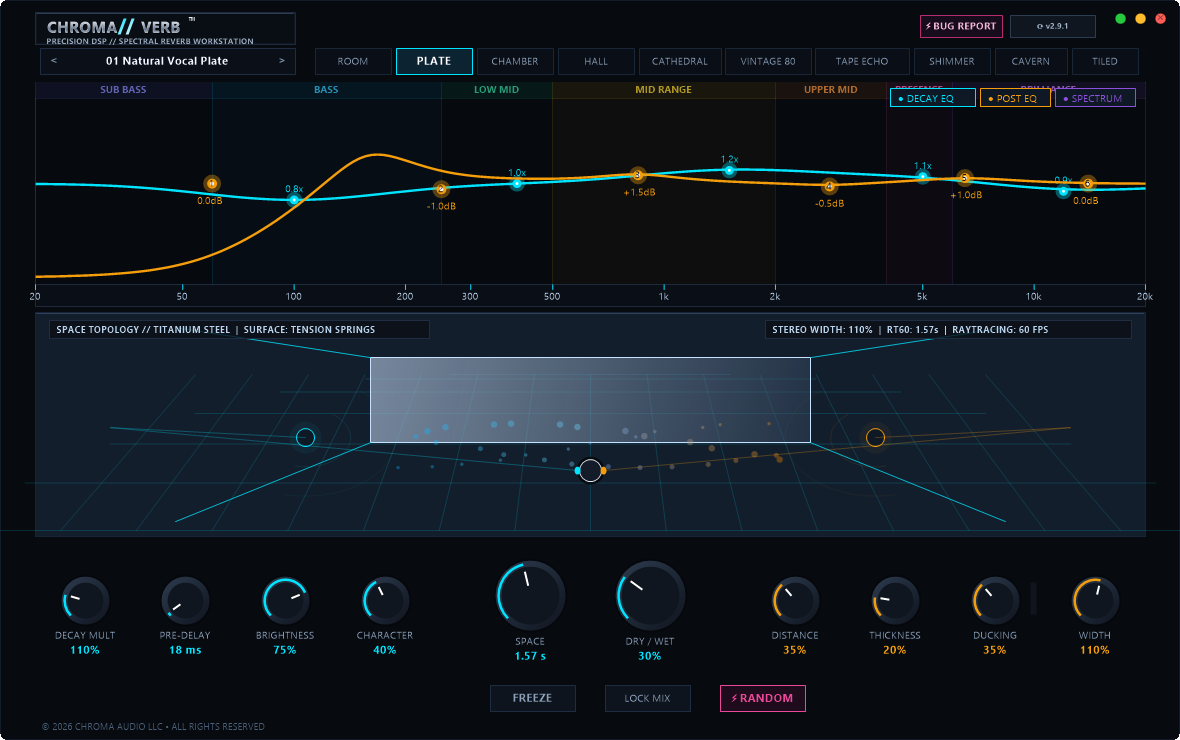 CHROMA// VERB ™
PRECISION DSP // SPECTRAL REVERB WORKSTATION
⚡BUG REPORT
⟳ v2.9.1
< 01 Natural Vocal Plate >
ROOM PLATE CHAMBER HALL CATHEDRAL VINTAGE 80 TAPE ECHO SHIMMER CAVERN TILED
SUB BASS BASS LOW MID MID RANGE UPPER MID PRESENCE BRILLIANCE
DECAY EQ POST EQ SPECTRUM
0.8x 1.0x 1.2x 1.1x 0.9x
0.0dB -1.0dB +1.5dB -0.5dB +1.0dB 0.0dB
20 50 100 200 300 500 1k 2k 5k 10k 20k
SPACE TOPOLOGY // TITANIUM STEEL | SURFACE: TENSION SPRINGS
STEREO WIDTH: 110% | RT60: 1.57s | RAYTRACING: 60 FPS
DECAY MULT PRE-DELAY BRIGHTNESS CHARACTER SPACE DRY / WET DISTANCE THICKNESS DUCKING WIDTH
110% 18 ms 75% 40% 1.57 s 30% 35% 20% 35% 110%
FREEZE LOCK MIX ⚡RANDOM
© 2026 CHROMA AUDIO LLC • ALL RIGHTS RESERVED